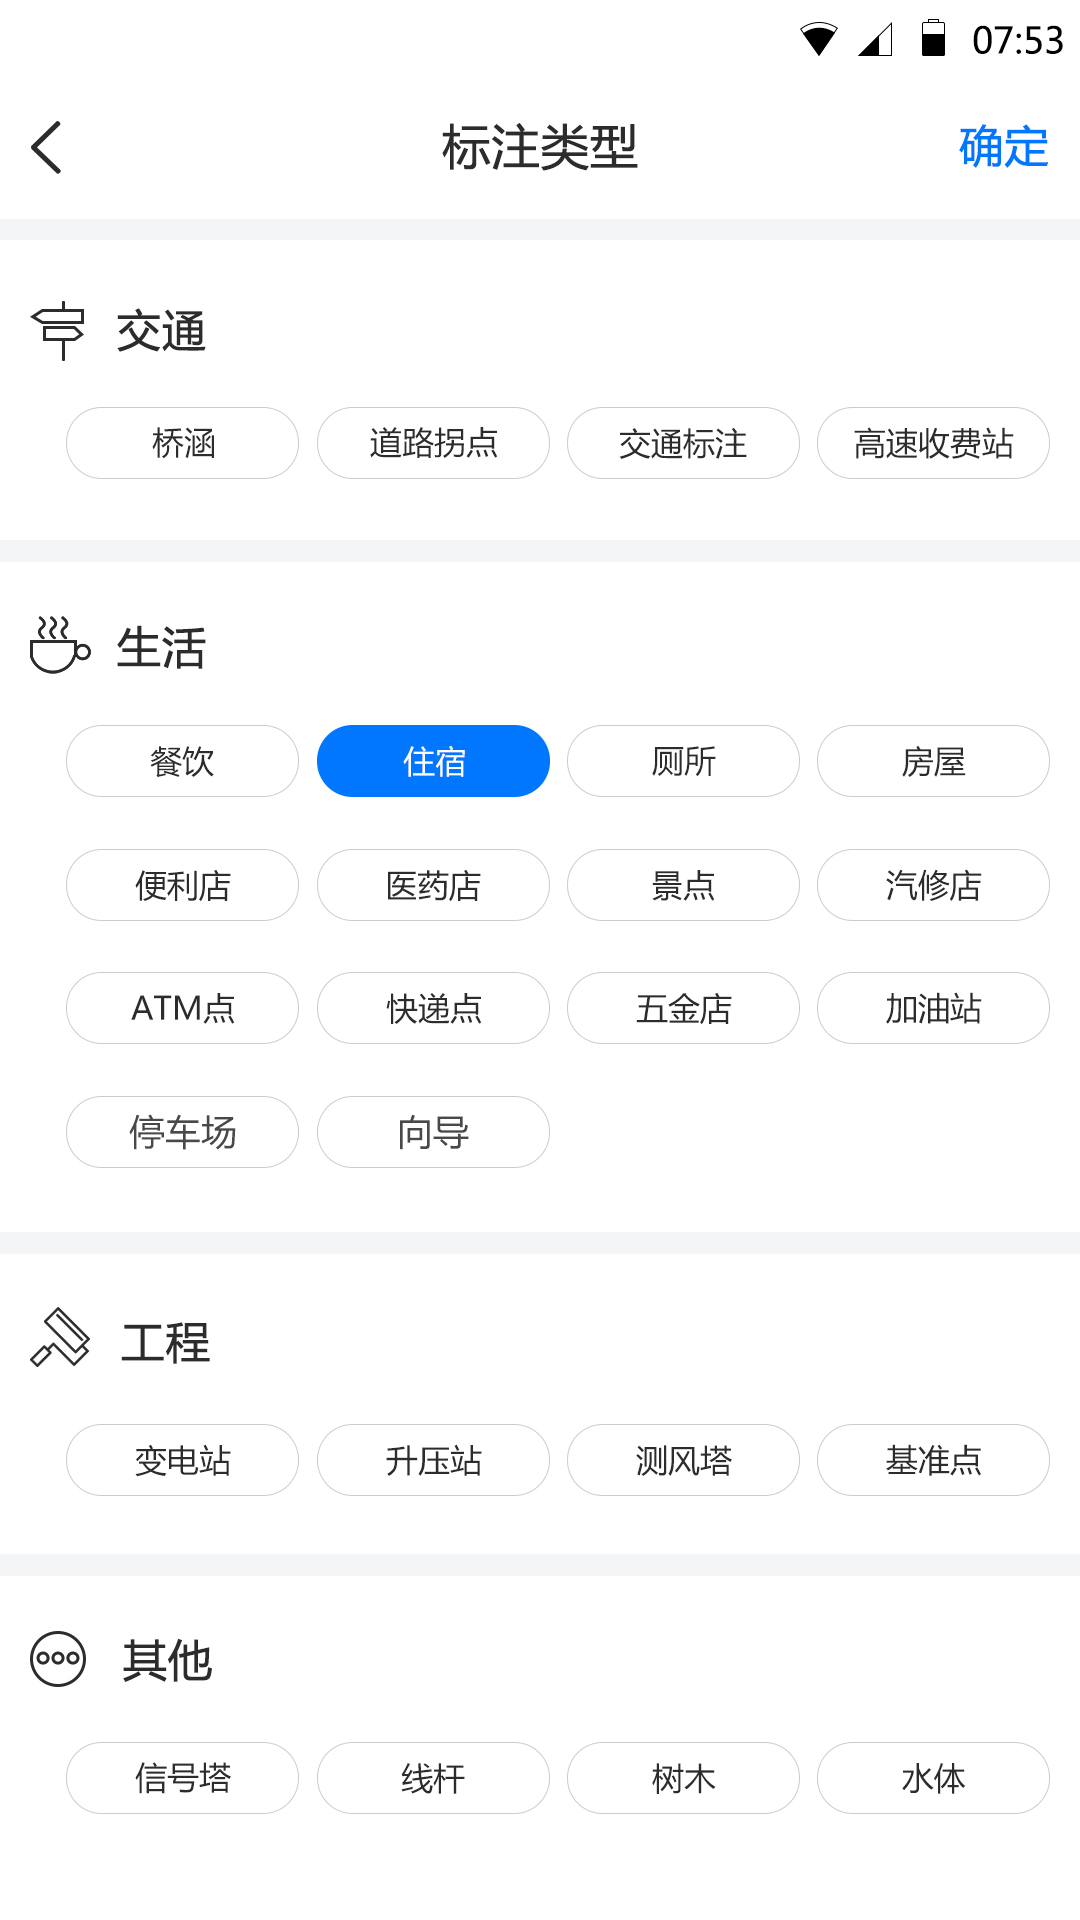 07:53
标注类型 确定
交通
桥涵 道路拐点 交通标注 高速收费站
生活
餐饮 住宿 厕所 房屋
便利店 医药店 景点 汽修店
ATM点 快递点 五金店 加油站
停车场 向导
工程
变电站 升压站 测风塔 基准点
其他
信号塔 线杆 树木 水体